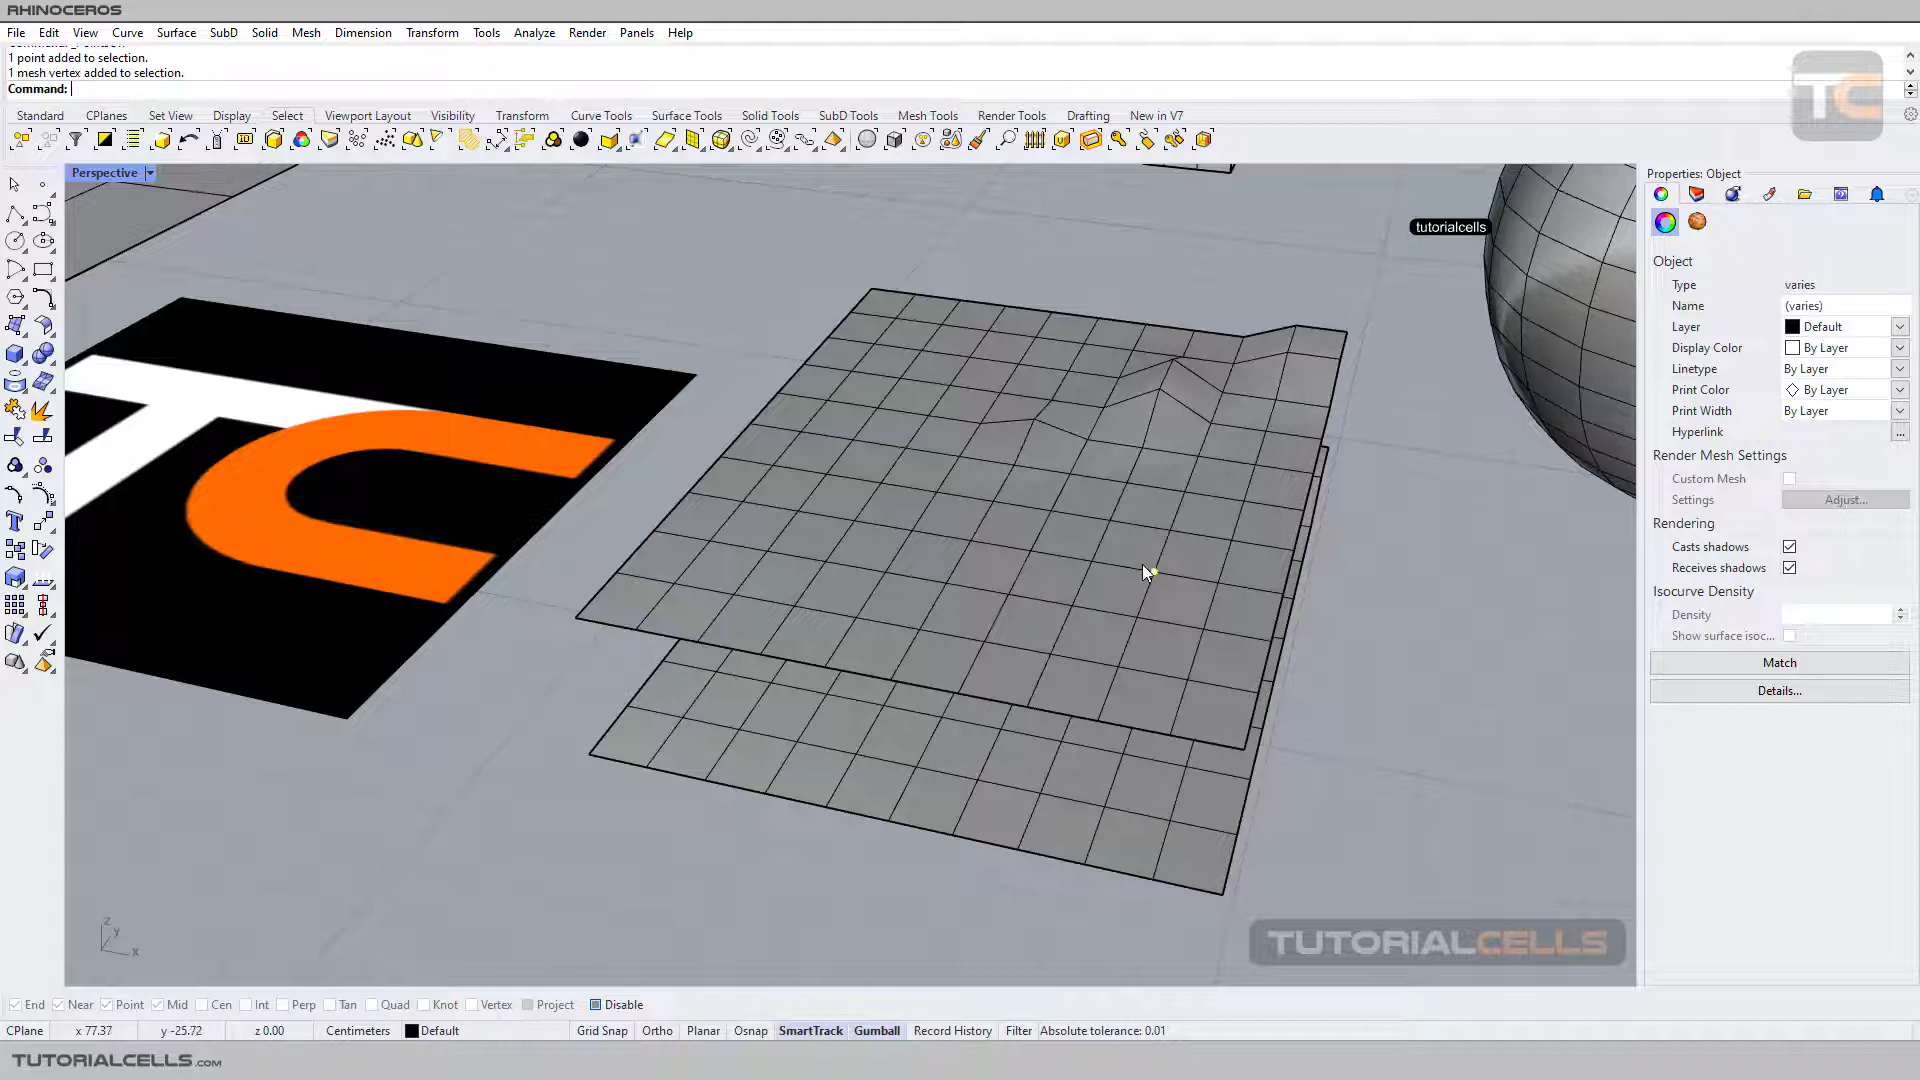 RHINOCEROS
File Edit View Curve Surface SubD Solid Mesh Dimension Transform Tools Analyze Render Panels Help
1 point added to selection.
1 mesh vertex added to selection.
Command:
TC
Standard CPlanes Set View Display Select Viewport Layout Visibility Transform Curve Tools Surface Tools Solid Tools SubD Tools Mesh Tools Render Tools Drafting New in V7
Perspective
tutorialcells
TC
Properties: Object
Object
Type varies
Name (varies)
Layer Default
Display Color By Layer
Linetype By Layer
Print Color By Layer
Print Width By Layer
Hyperlink ...
Render Mesh Settings
Custom Mesh
Settings Adjust...
Rendering
Casts shadows
Receives shadows
Isocurve Density
Density
Show surface isoc...
Match
Details...
z
y
x
TUTORIALCELLS
End Near Point Mid Cen Int Perp Tan Quad Knot Vertex Project Disable
CPlane x 77.37 y -25.72 z 0.00 Centimeters Default Grid Snap Ortho Planar Osnap SmartTrack Gumball Record History Filter Absolute tolerance: 0.01
TUTORIALCELLS.COM